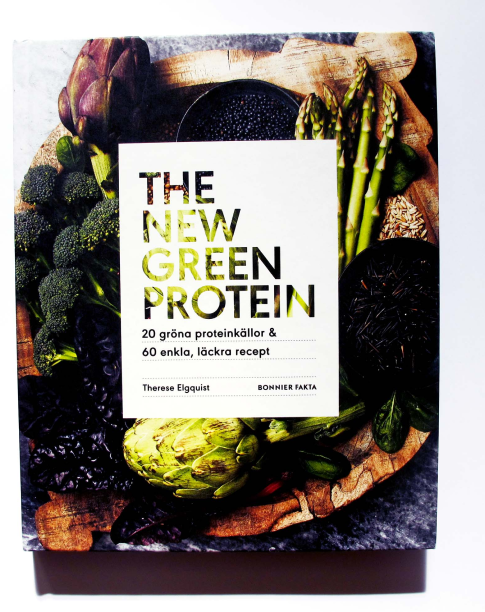 THE
NEW
GREEN
PROTEIN
20 gröna proteinkällor &
60 enkla, läckra recept
Therese Elgquist BONNIER FAKTA